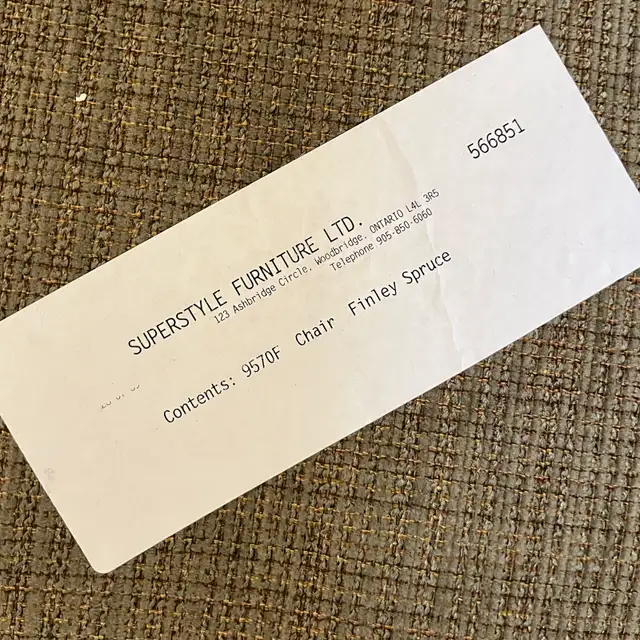 566851
SUPERSTYLE FURNITURE LTD.
123 Ashbridge Circle, Woodbridge, ONTARIO L4L 3R5
Telephone 905-850-6060
Contents: 9570F Chair Finley Spruce